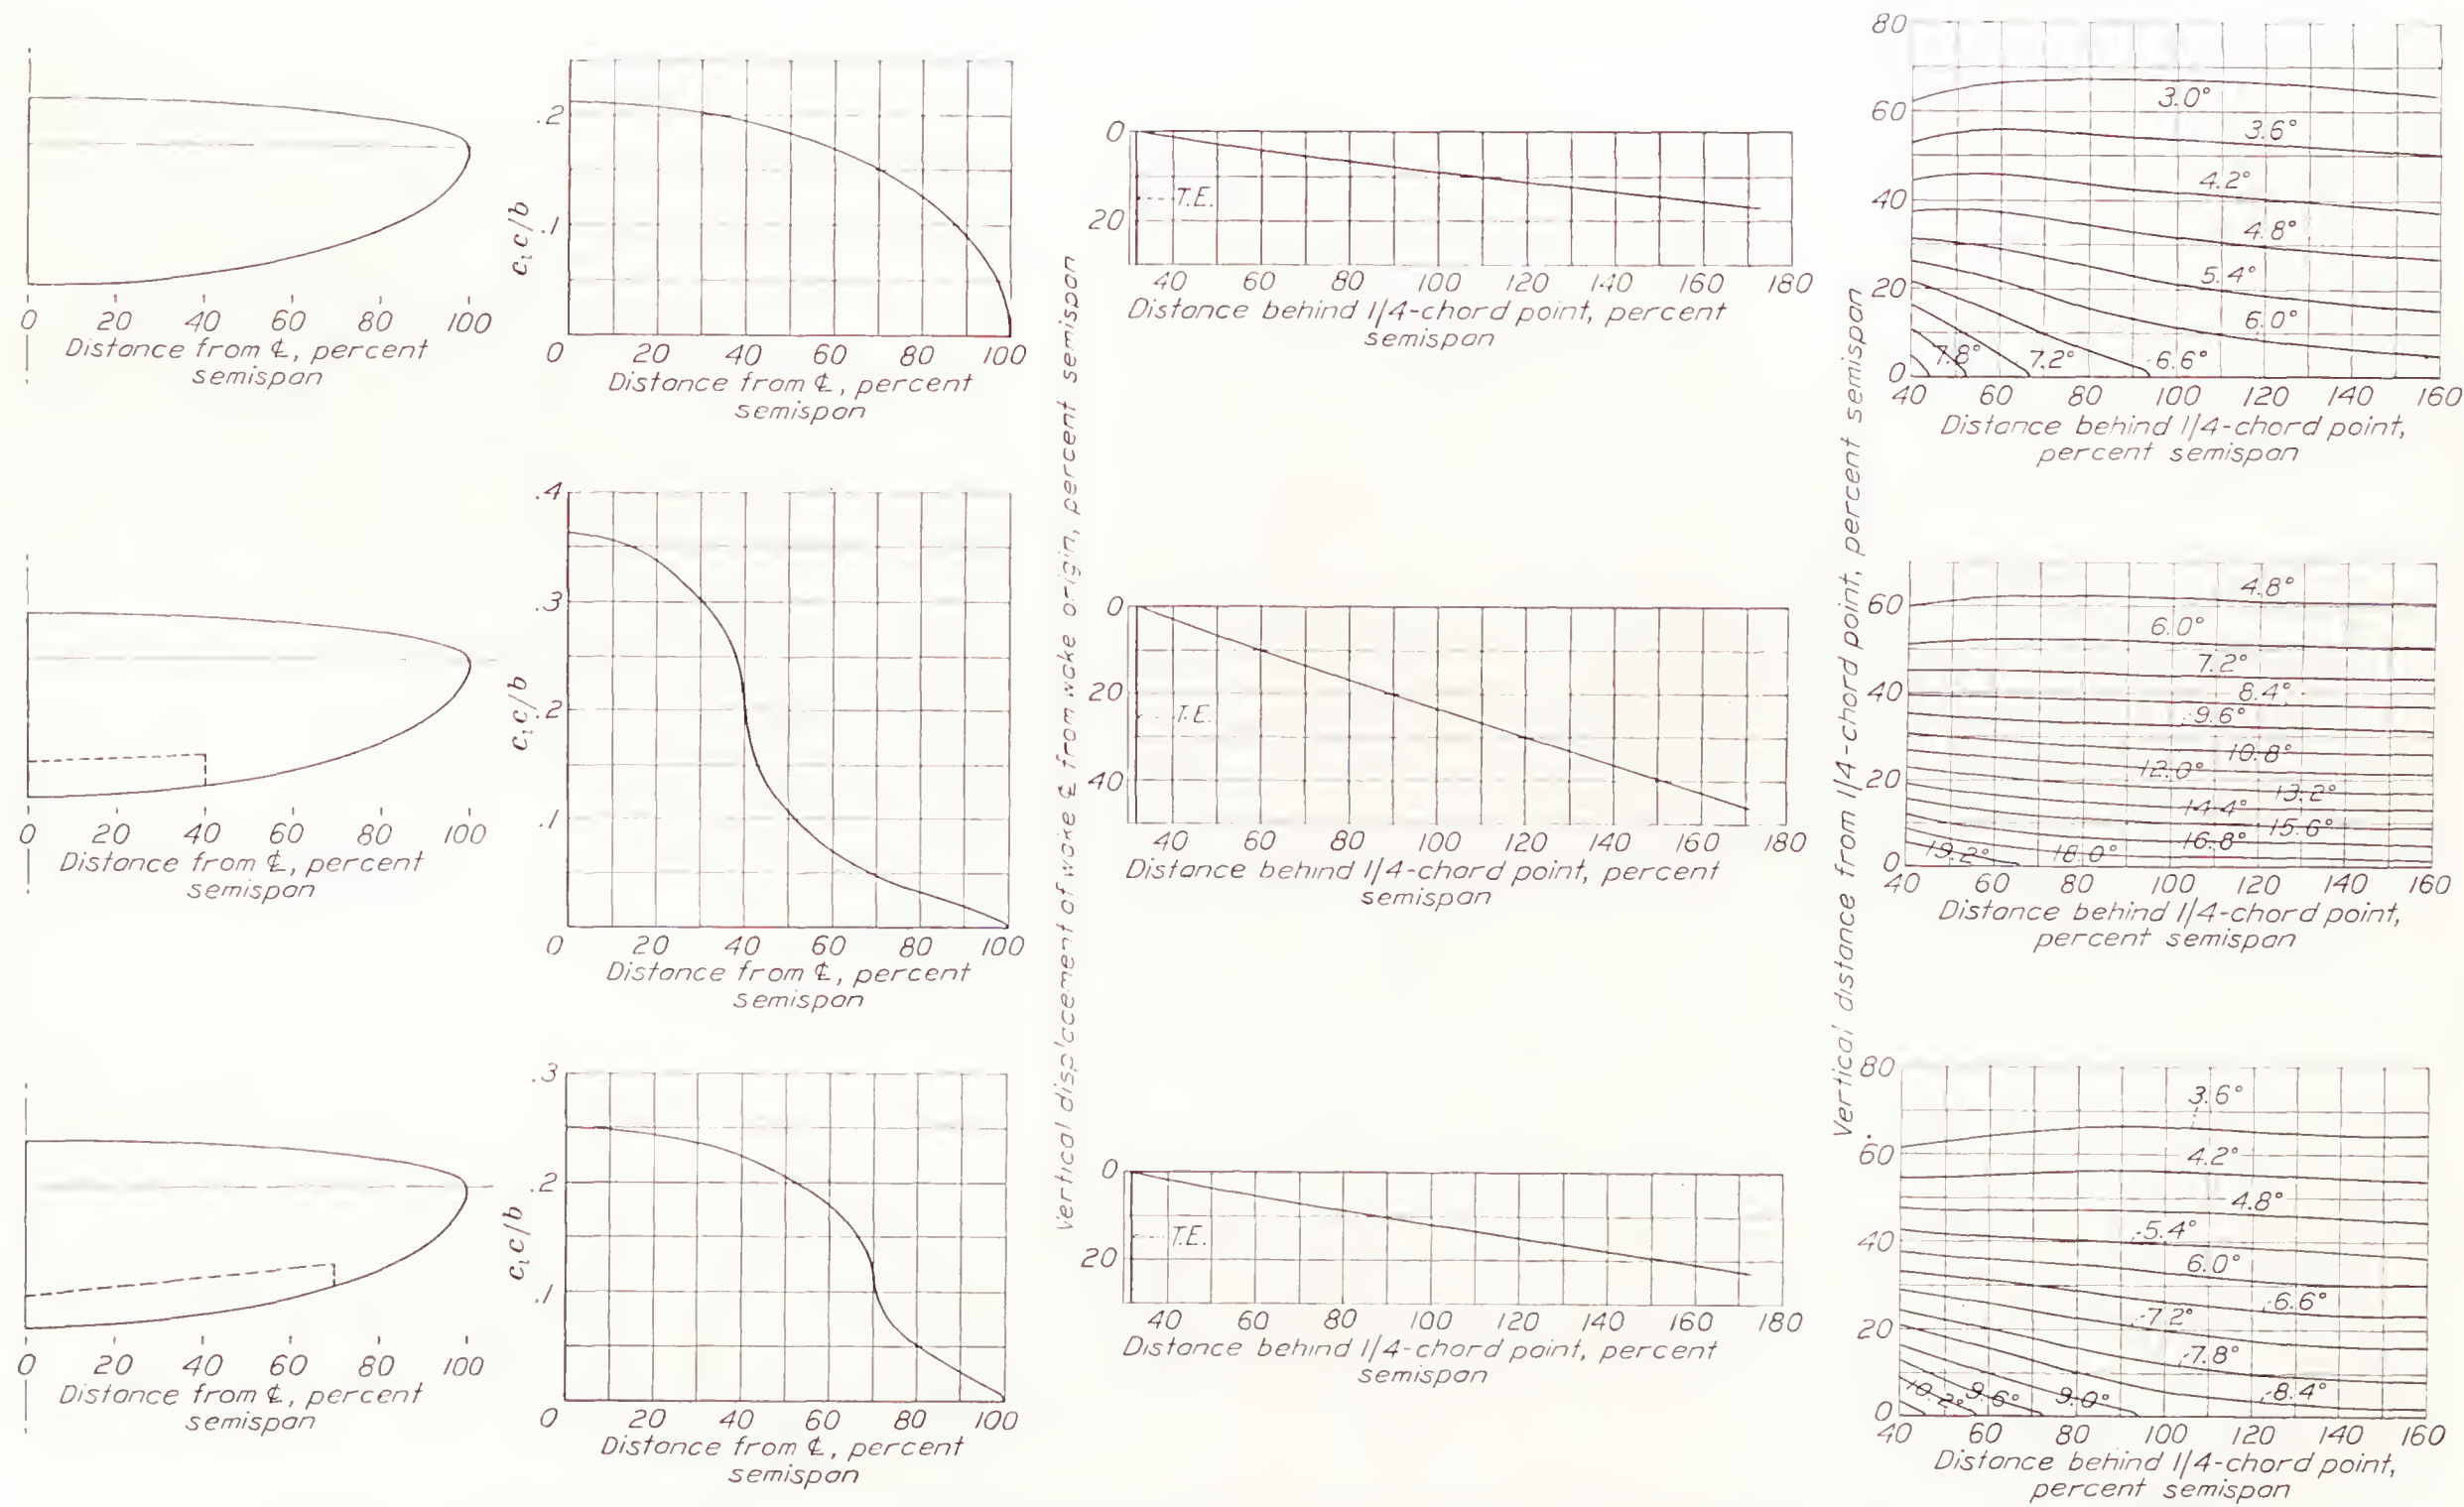 0 20 40 60 80 100
Distance from ℄, percent
semispan
.2
.1
c_l c/b
0 20 40 60 80 100
Distance from ℄, percent
semispan
0
20
T.E.
40 60 80 100 120 140 160 180
Distance behind 1/4-chord point, percent
semispan
80
60
40
20
0
3.0°
3.6°
4.2°
4.8°
5.4°
6.0°
7.8° 7.2° 6.6°
40 60 80 100 120 140 160
Distance behind 1/4-chord point,
percent semispan
0 20 40 60 80 100
Distance from ℄, percent
semispan
.4
.3
.2
.1
c_l c/b
0 20 40 60 80 100
Distance from ℄, percent
semispan
Vertical displacement of wake ℄ from wake origin, percent semispan
0
20
40
T.E.
40 60 80 100 120 140 160 180
Distance behind 1/4-chord point, percent
semispan
Vertical distance from 1/4-chord point, percent semispan
60
40
20
0
4.8°
6.0°
7.2°
8.4°
9.6°
10.8°
12.0°
13.2°
14.4°
15.6°
16.8°
19.2° 18.0°
40 60 80 100 120 140 160
Distance behind 1/4-chord point,
percent semispan
0 20 40 60 80 100
Distance from ℄, percent
semispan
.3
.2
.1
c_l c/b
0 20 40 60 80 100
Distance from ℄, percent
semispan
0
20
T.E.
40 60 80 100 120 140 160 180
Distance behind 1/4-chord point, percent
semispan
80
60
40
20
0
3.6°
4.2°
4.8°
5.4°
6.0°
6.6°
7.2°
7.8°
8.4°
10.2° 9.6° 9.0°
40 60 80 100 120 140 160
Distance behind 1/4-chord point,
percent semispan